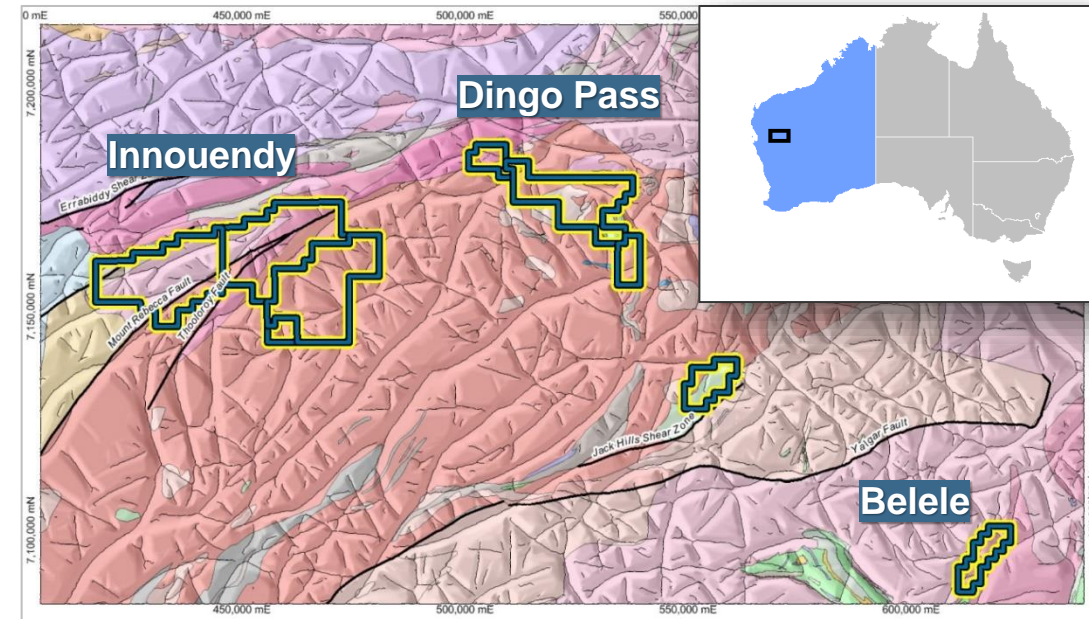 0 mE
450,000 mE
500,000 mE
550,000
7,200,000 mN
Dingo Pass
Innouendy
Errabiddy Shear Zo
7,150,000 mN
Mount Rebecca Fault
Thooloroy Fault
Jack Hills Shear Zone
Yalgar Fault
Belele
7,100,000 mN
450,000 mE
500,000 mE
550,000 mE
600,000 mE